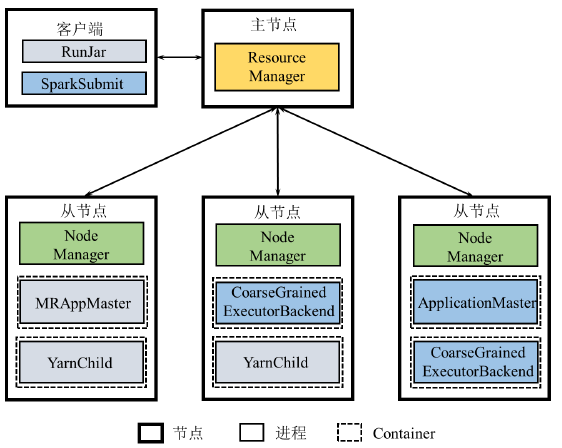 客户端
RunJar
SparkSubmit
主节点
Resource
Manager
从节点
Node
Manager
MRAppMaster
YarnChild
从节点
Node
Manager
CoarseGrained
ExecutorBackend
YarnChild
从节点
Node
Manager
ApplicationMaster
CoarseGrained
ExecutorBackend
节点
进程
Container